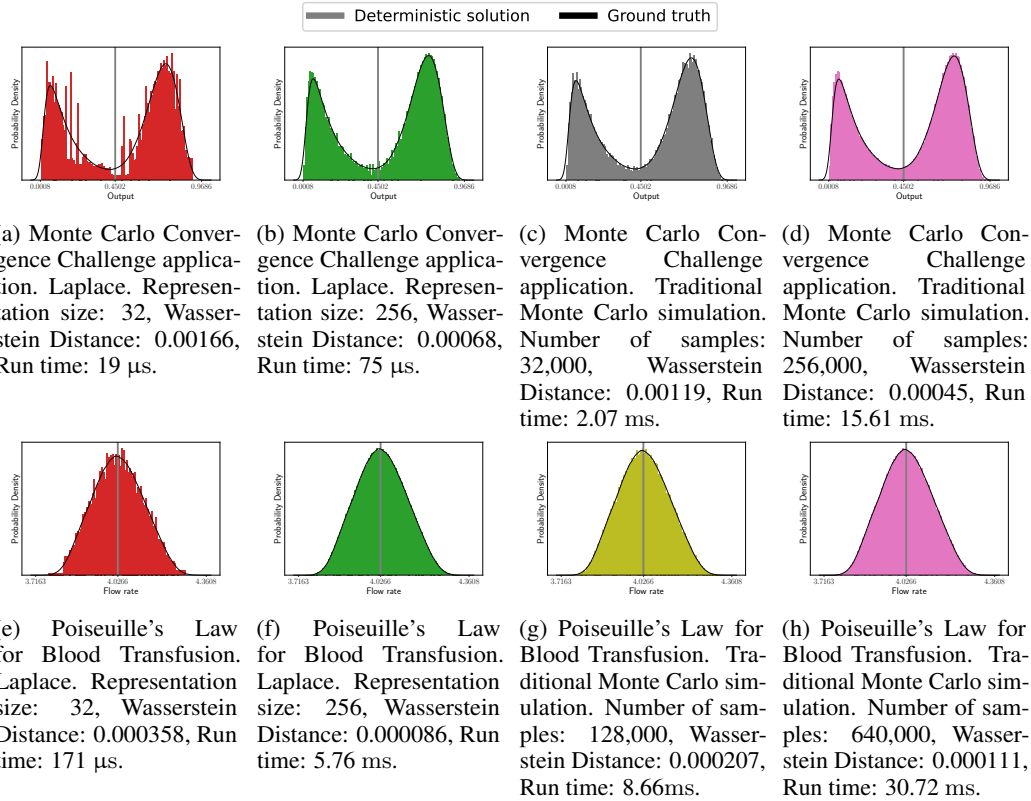 Deterministic solution Ground truth
Probability Density
0.0008 0.4502 0.9686
Output
Probability Density
0.0008 0.4502 0.9686
Output
Probability Density
0.0008 0.4502 0.9686
Output
Probability Density
0.0008 0.4502 0.9686
Output
(a) Monte Carlo Conver-
gence Challenge applica-
tion. Laplace. Represen-
tation size: 32, Wasser-
stein Distance: 0.00166,
Run time: 19 μs.
(b) Monte Carlo Conver-
gence Challenge applica-
tion. Laplace. Represen-
tation size: 256, Wasser-
stein Distance: 0.00068,
Run time: 75 μs.
(c) Monte Carlo Con-
vergence Challenge
application. Traditional
Monte Carlo simulation.
Number of samples:
32,000, Wasserstein
Distance: 0.00119, Run
time: 2.07 ms.
(d) Monte Carlo Con-
vergence Challenge
application. Traditional
Monte Carlo simulation.
Number of samples:
256,000, Wasserstein
Distance: 0.00045, Run
time: 15.61 ms.
Probability Density
3.7163 4.0266 4.3608
Flow rate
Probability Density
3.7163 4.0266 4.3608
Flow rate
Probability Density
3.7163 4.0266 4.3608
Flow rate
Probability Density
3.7163 4.0266 4.3608
Flow rate
(e) Poiseuille's Law
for Blood Transfusion.
Laplace. Representation
size: 32, Wasserstein
Distance: 0.000358, Run
time: 171 μs.
(f) Poiseuille's Law
for Blood Transfusion.
Laplace. Representation
size: 256, Wasserstein
Distance: 0.000086, Run
time: 5.76 ms.
(g) Poiseuille's Law for
Blood Transfusion. Tra-
ditional Monte Carlo sim-
ulation. Number of sam-
ples: 128,000, Wasser-
stein Distance: 0.000207,
Run time: 8.66ms.
(h) Poiseuille's Law for
Blood Transfusion. Tra-
ditional Monte Carlo sim-
ulation. Number of sam-
ples: 640,000, Wasser-
stein Distance: 0.000111,
Run time: 30.72 ms.